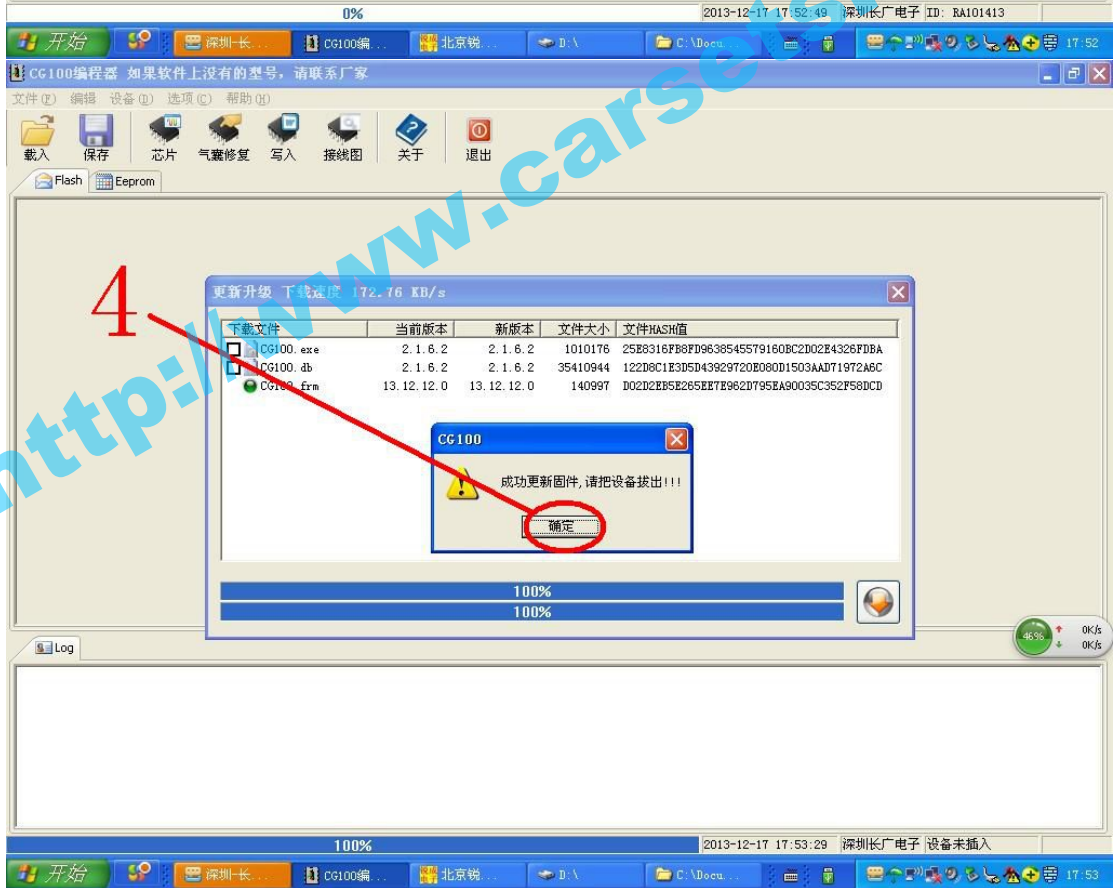 0%
2013-12-17 17:52:49 深圳长广电子 ID: RA101413
开始 深圳-长... CG100编... 北京锐... D:\ C:\Docu... 17:52
CG100编程器 如果软件上没有的型号，请联系厂家
文件(F) 编辑 设备(D) 选项(C) 帮助(H)
载入 保存 芯片 气囊修复 写入 接线图 关于 退出
Flash Eeprom
4
更新升级 下载速度 172.76 KB/s
下载文件 当前版本 新版本 文件大小 文件HASH值
CG100.exe 2.1.6.2 2.1.6.2 1010176 25E8316FB8FD9638545579160BC2D02E4326FDBA
CG100.db 2.1.6.2 2.1.6.2 35410944 122D8C1E3D5D43929720E080D1503AAD71972A6C
CG100.frm 13.12.12.0 13.12.12.0 140997 D02D2EB5E265EE7E962D795EA90035C352F58DCD
CG100
成功更新固件,请把设备拔出!!!
确定
100%
100%
46% 0K/s
0K/s
Log
100%
2013-12-17 17:53:29 深圳长广电子 设备未插入
开始 深圳-长... CG100编... 北京锐... D:\ C:\Docu... 17:53
http://www.carsets